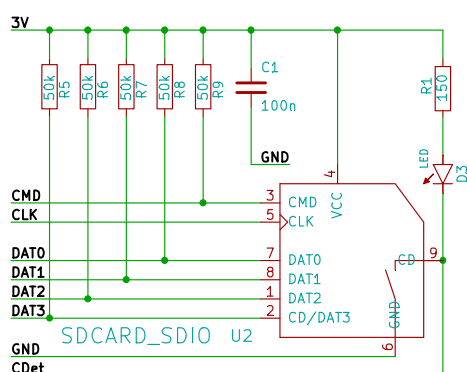 3V
50k R5
50k R6
50k R7
50k R8
50k R9
C1
100n
R1 150
GND
LED
D3
4
VCC
CMD 3 CMD
CLK 5 CLK
DAT0 7 DAT0
CD 9
DAT1 8 DAT1
DAT2 1 DAT2
DAT3 2 CD/DAT3
GND
SDCARD_SDIO U2
6
GND
CDet